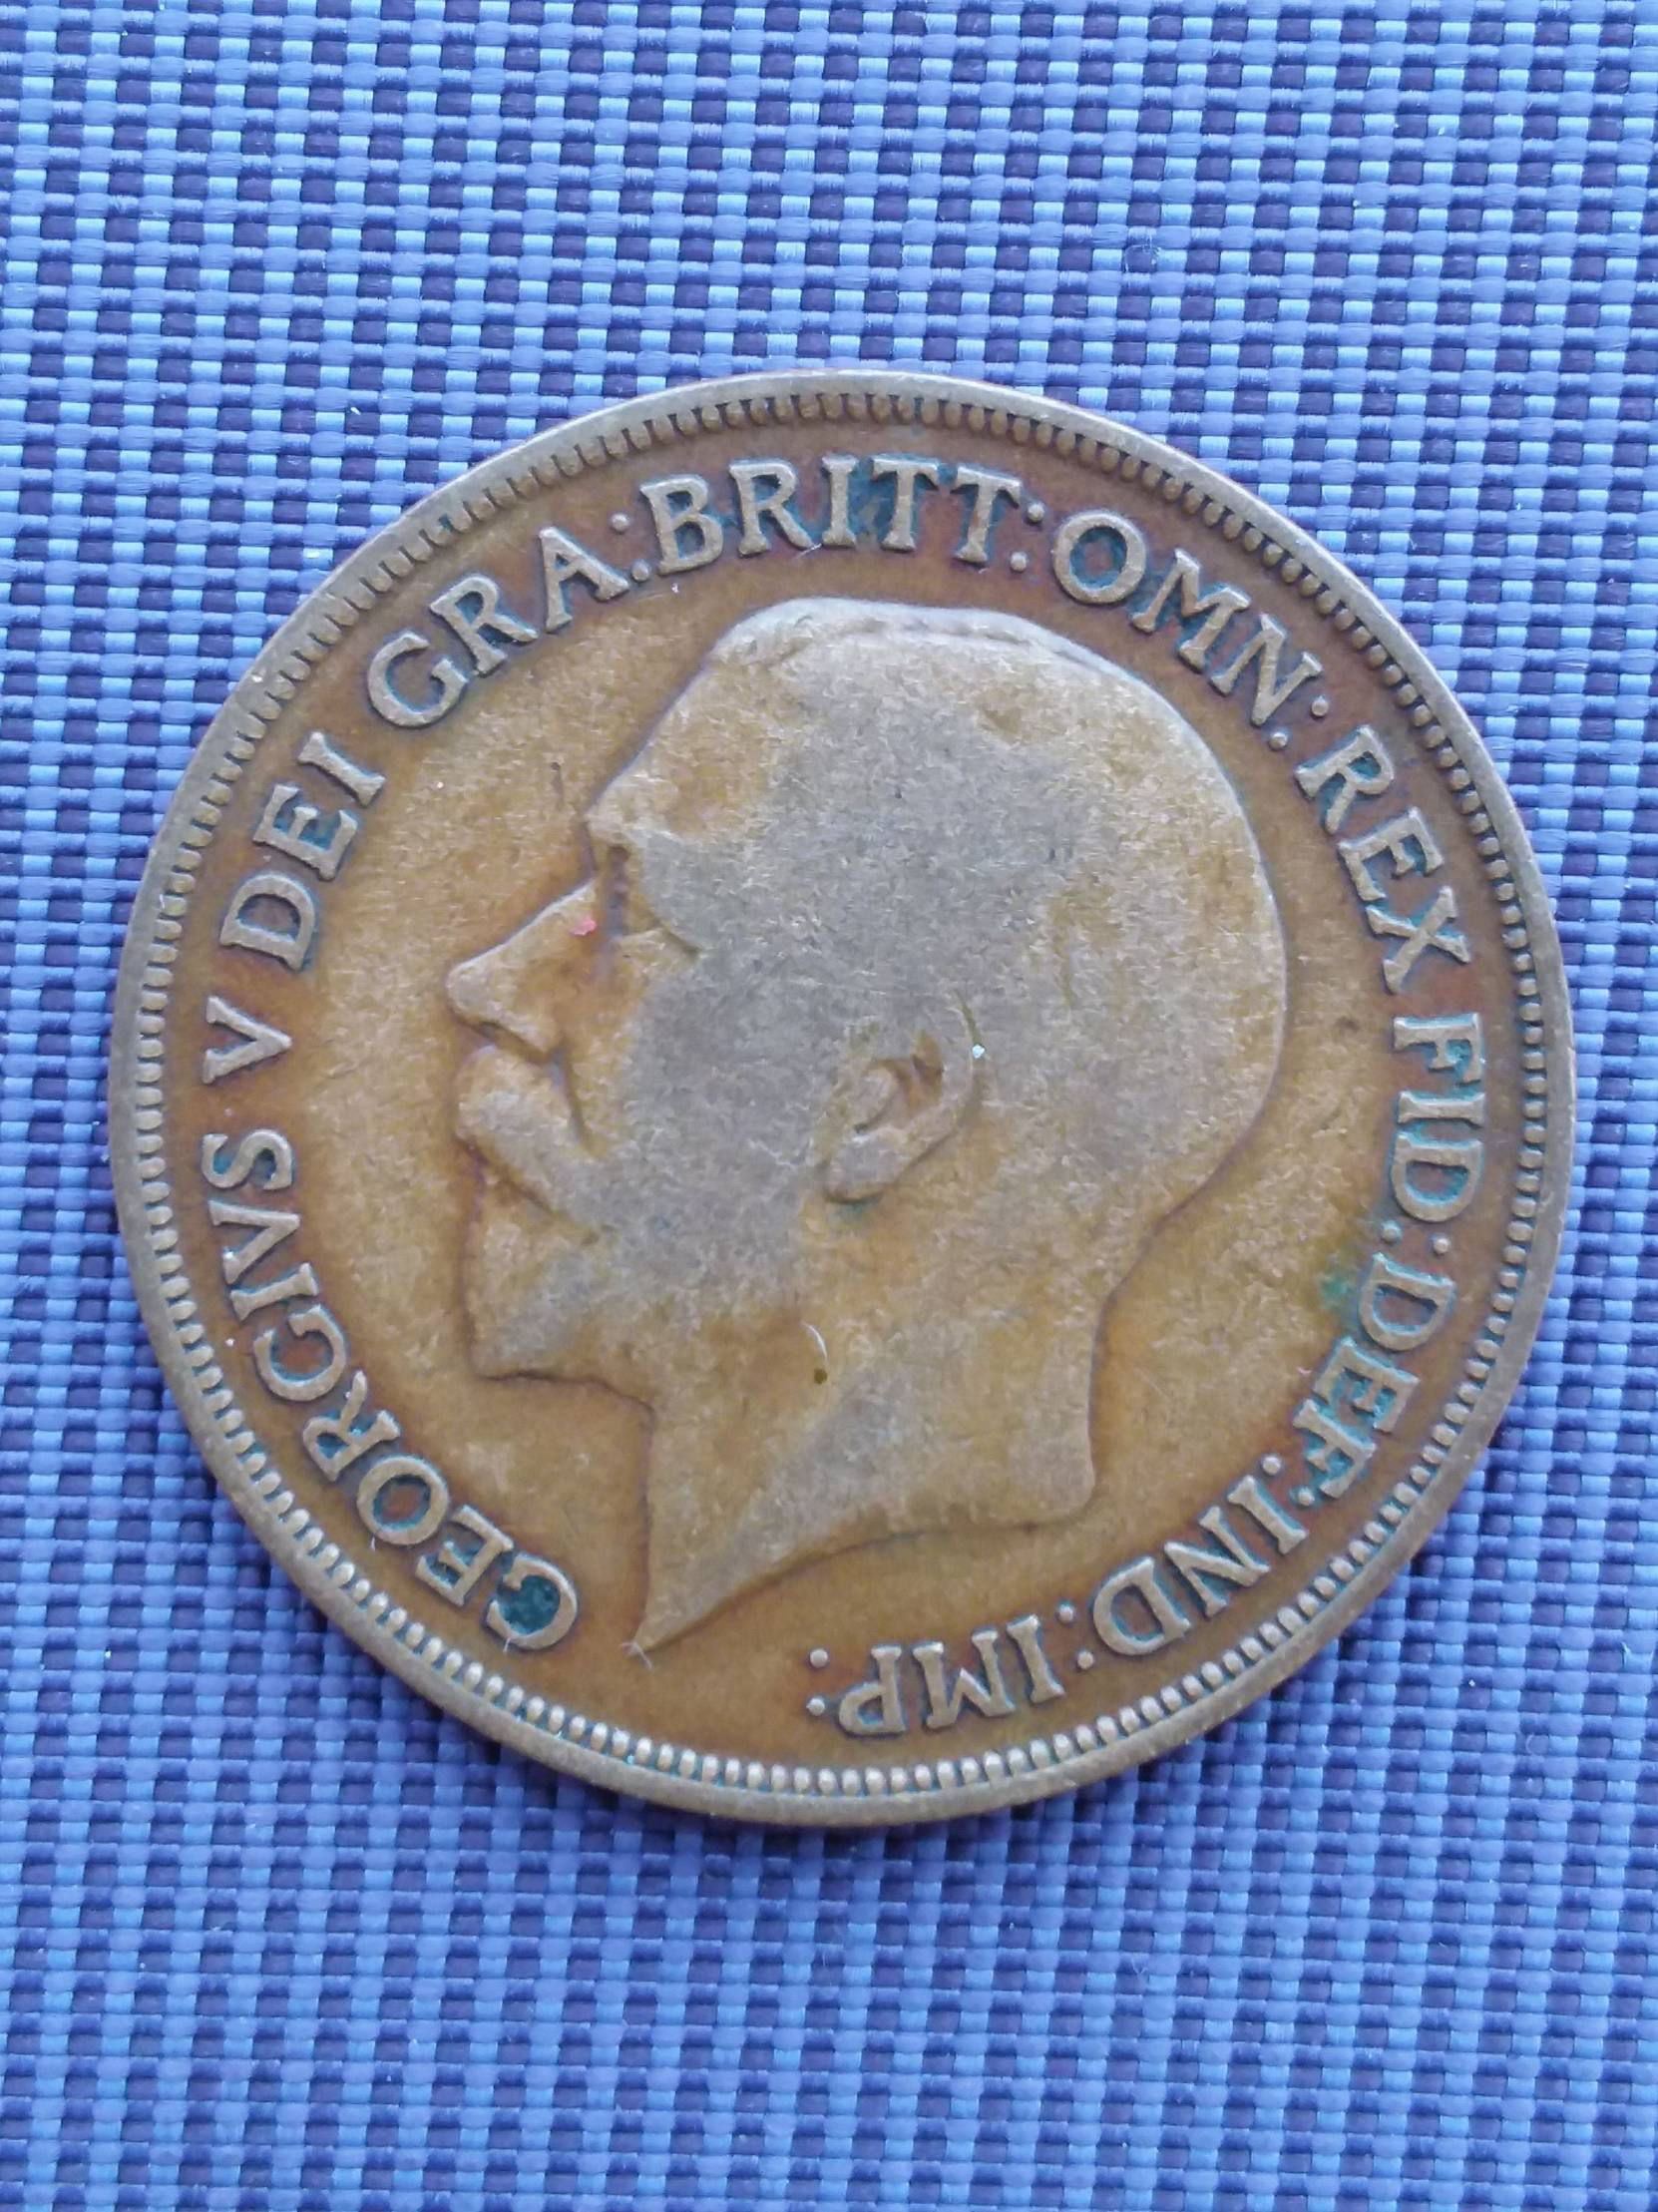 GEORGIVS V DEI GRA:BRITT:OMN:REX FID:DEF:IND:IMP: